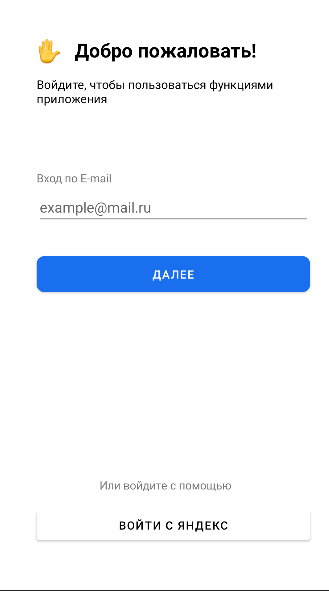 Добро пожаловать!
Войдите, чтобы пользоваться функциями
приложения
Вход по E-mail
example@mail.ru
ДАЛЕЕ
Или войдите с помощью
ВОЙТИ С ЯНДЕКС